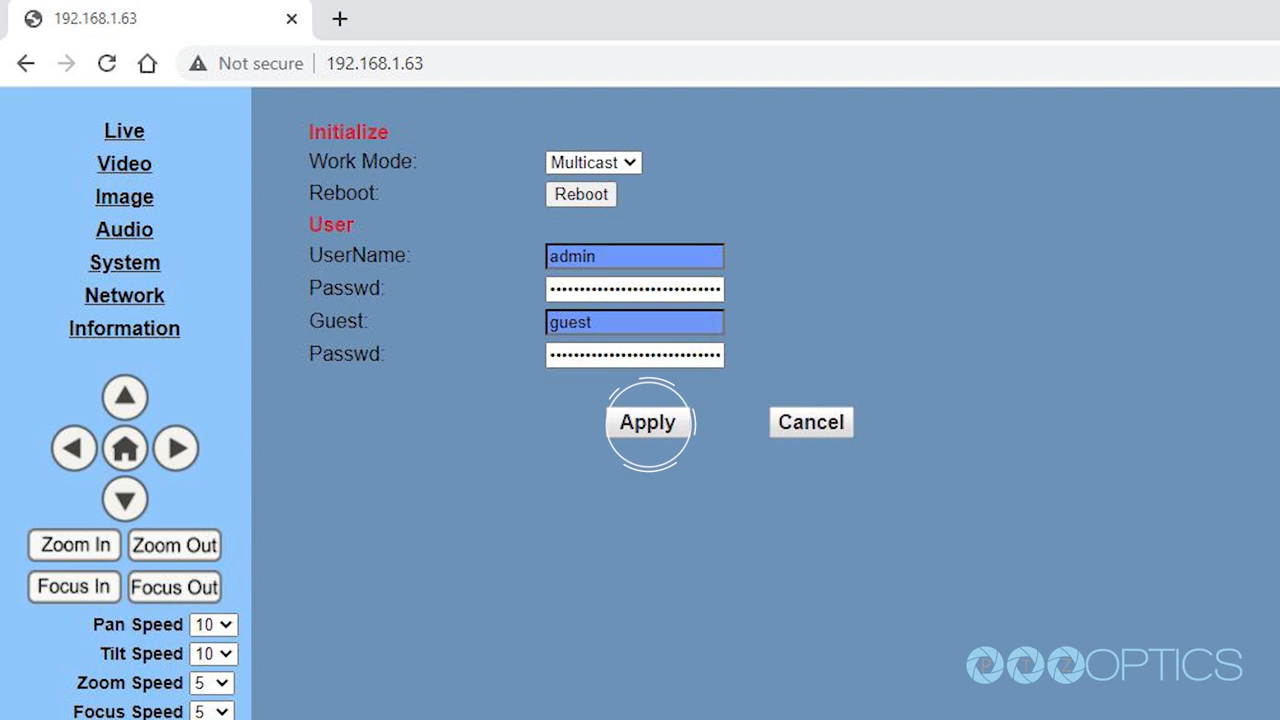 192.168.1.63
Not secure 192.168.1.63
Live
Video
Image
Audio
System
Network
Information
Zoom In Zoom Out
Focus In Focus Out
Pan Speed 10
Tilt Speed 10
Zoom Speed 5
Focus Speed 5
Initialize
Work Mode: Multicast
Reboot: Reboot
User
UserName: admin
Passwd: ••••••••••••••••••••••••••••••
Guest: guest
Passwd: ••••••••••••••••••••••••••••••
Apply Cancel
PTZOPTICS